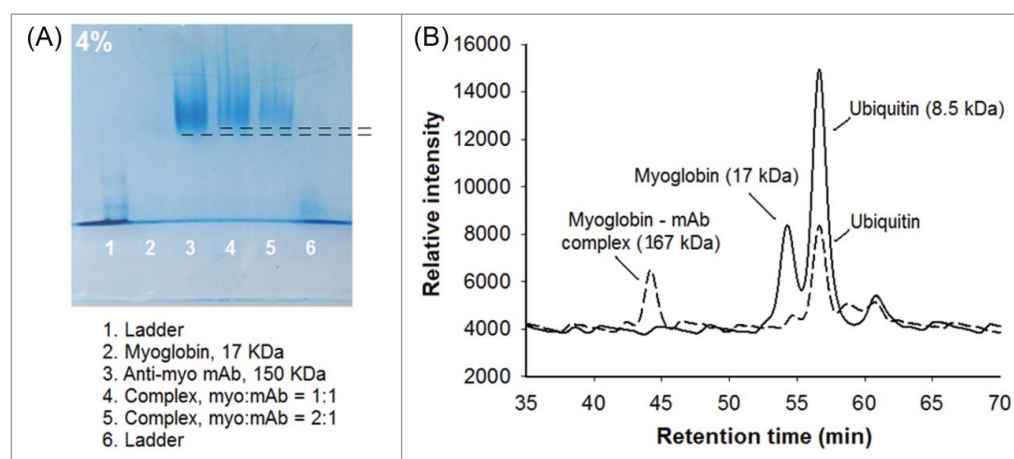 (A)
4%
1 2 3 4 5 6
1. Ladder
2. Myoglobin, 17 KDa
3. Anti-myo mAb, 150 KDa
4. Complex, myo:mAb = 1:1
5. Complex, myo:mAb = 2:1
6. Ladder
(B)
Relative intensity
16000
14000
12000
10000
8000
6000
4000
2000
Ubiquitin (8.5 kDa)
Myoglobin (17 kDa)
Ubiquitin
Myoglobin - mAb
complex (167 kDa)
35 40 45 50 55 60 65 70
Retention time (min)